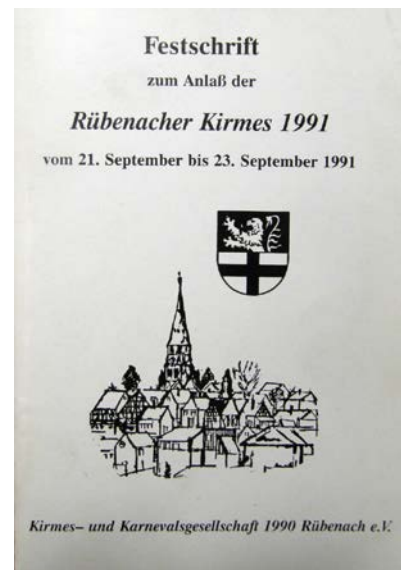 Festschrift
zum Anlaß der
Rübenacher Kirmes 1991
vom 21. September bis 23. September 1991
Kirmes- und Karnevalsgesellschaft 1990 Rübenach e.V.